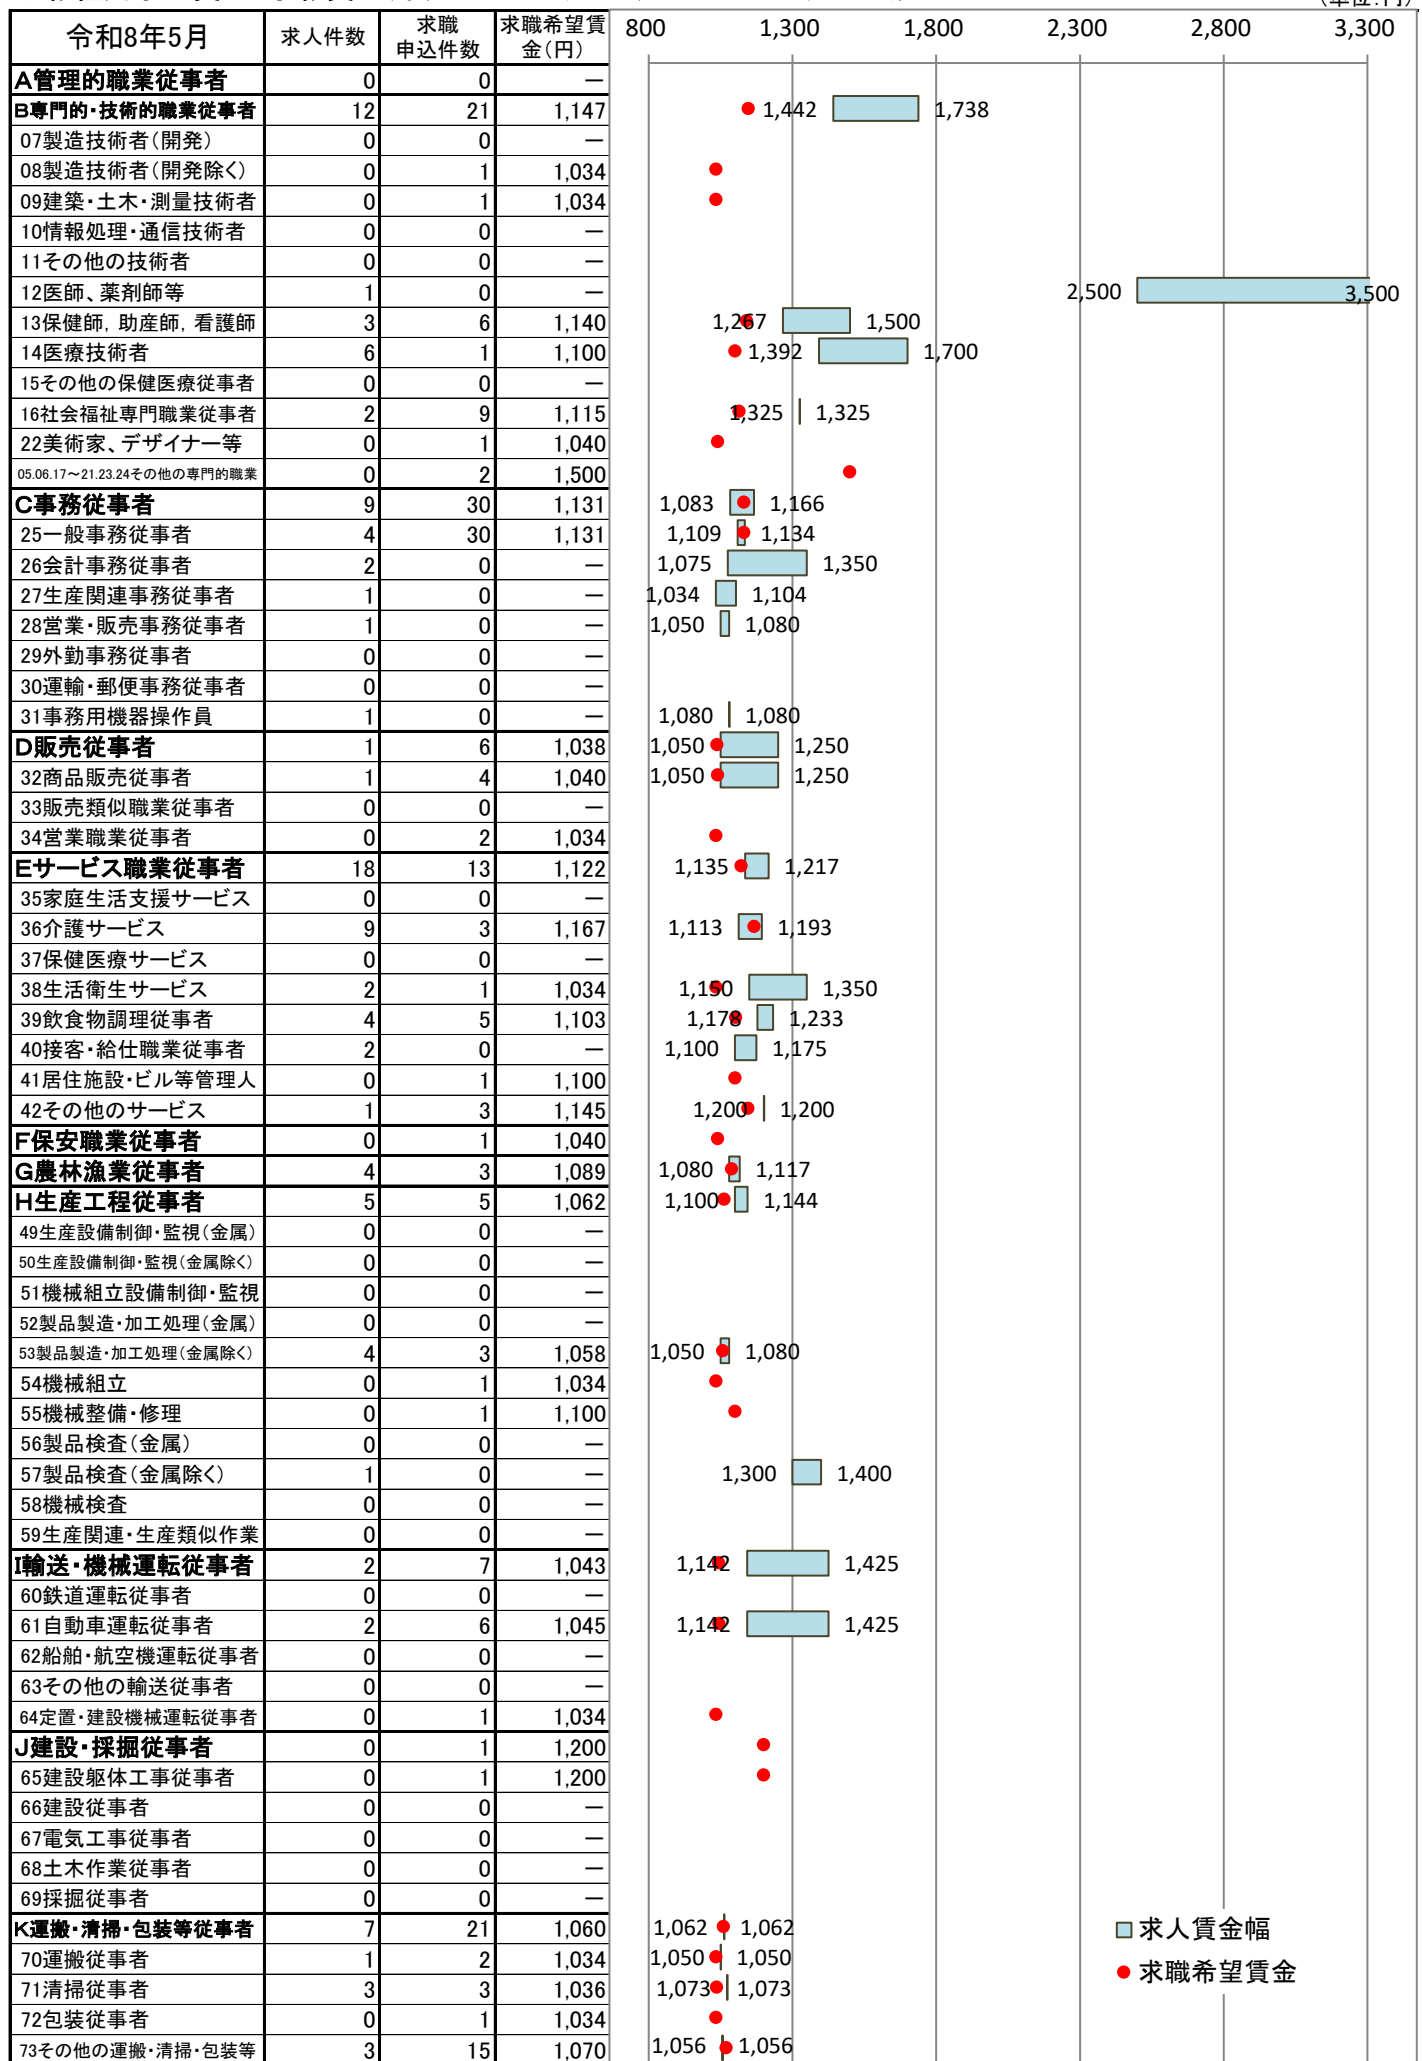 (単位:円)
令和8年5月 求人件数 求職申込件数 求職希望賃金(円) 800 1,300 1,800 2,300 2,800 3,300
A管理的職業従事者 0 0 ―
B専門的・技術的職業従事者 12 21 1,147 1,442 1,738
07製造技術者(開発) 0 0 ―
08製造技術者(開発除く) 0 1 1,034
09建築・土木・測量技術者 0 1 1,034
10情報処理・通信技術者 0 0 ―
11その他の技術者 0 0 ―
12医師、薬剤師等 1 0 ― 2,500 3,500
13保健師,助産師,看護師 3 6 1,140 1,267 1,500
14医療技術者 6 1 1,100 1,392 1,700
15その他の保健医療従事者 0 0 ―
16社会福祉専門職業従事者 2 9 1,115 1,325 1,325
22美術家、デザイナー等 0 1 1,040
05.06.17～21.23.24その他の専門的職業 0 2 1,500
C事務従事者 9 30 1,131 1,083 1,166
25一般事務従事者 4 30 1,131 1,109 1,134
26会計事務従事者 2 0 ― 1,075 1,350
27生産関連事務従事者 1 0 ― 1,034 1,104
28営業・販売事務従事者 1 0 ― 1,050 1,080
29外勤事務従事者 0 0 ―
30運輸・郵便事務従事者 0 0 ―
31事務用機器操作員 1 0 ― 1,080 1,080
D販売従事者 1 6 1,038 1,050 1,250
32商品販売従事者 1 4 1,040 1,050 1,250
33販売類似職業従事者 0 0 ―
34営業職業従事者 0 2 1,034
Eサービス職業従事者 18 13 1,122 1,135 1,217
35家庭生活支援サービス 0 0 ―
36介護サービス 9 3 1,167 1,113 1,193
37保健医療サービス 0 0 ―
38生活衛生サービス 2 1 1,034 1,150 1,350
39飲食物調理従事者 4 5 1,103 1,178 1,233
40接客・給仕職業従事者 2 0 ― 1,100 1,175
41居住施設・ビル等管理人 0 1 1,100
42その他のサービス 1 3 1,145 1,200 1,200
F保安職業従事者 0 1 1,040
G農林漁業従事者 4 3 1,089 1,080 1,117
H生産工程従事者 5 5 1,062 1,100 1,144
49生産設備制御・監視(金属) 0 0 ―
50生産設備制御・監視(金属除く) 0 0 ―
51機械組立設備制御・監視 0 0 ―
52製品製造・加工処理(金属) 0 0 ―
53製品製造・加工処理(金属除く) 4 3 1,058 1,050 1,080
54機械組立 0 1 1,034
55機械整備・修理 0 1 1,100
56製品検査(金属) 0 0 ―
57製品検査(金属除く) 1 0 ― 1,300 1,400
58機械検査 0 0 ―
59生産関連・生産類似作業 0 0 ―
I輸送・機械運転従事者 2 7 1,043 1,142 1,425
60鉄道運転従事者 0 0 ―
61自動車運転従事者 2 6 1,045 1,142 1,425
62船舶・航空機運転従事者 0 0 ―
63その他の輸送従事者 0 0 ―
64定置・建設機械運転従事者 0 1 1,034
J建設・採掘従事者 0 1 1,200
65建設躯体工事従事者 0 1 1,200
66建設従事者 0 0 ―
67電気工事従事者 0 0 ―
68土木作業従事者 0 0 ―
69採掘従事者 0 0 ―
K運搬・清掃・包装等従事者 7 21 1,060 1,062 1,062
70運搬従事者 1 2 1,034 1,050 1,050
71清掃従事者 3 3 1,036 1,073 1,073
72包装従事者 0 1 1,034
73その他の運搬・清掃・包装等 3 15 1,070 1,056 1,056
求人賃金幅
求職希望賃金